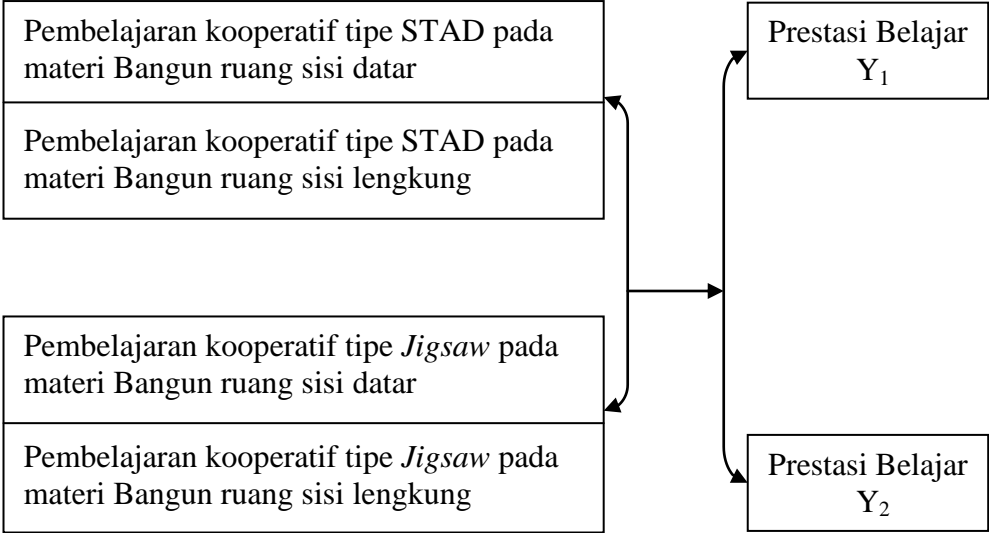 Pembelajaran kooperatif tipe STAD pada
materi Bangun ruang sisi datar
Pembelajaran kooperatif tipe STAD pada
materi Bangun ruang sisi lengkung
Pembelajaran kooperatif tipe Jigsaw pada
materi Bangun ruang sisi datar
Pembelajaran kooperatif tipe Jigsaw pada
materi Bangun ruang sisi lengkung
Prestasi Belajar
Y₁
Prestasi Belajar
Y₂